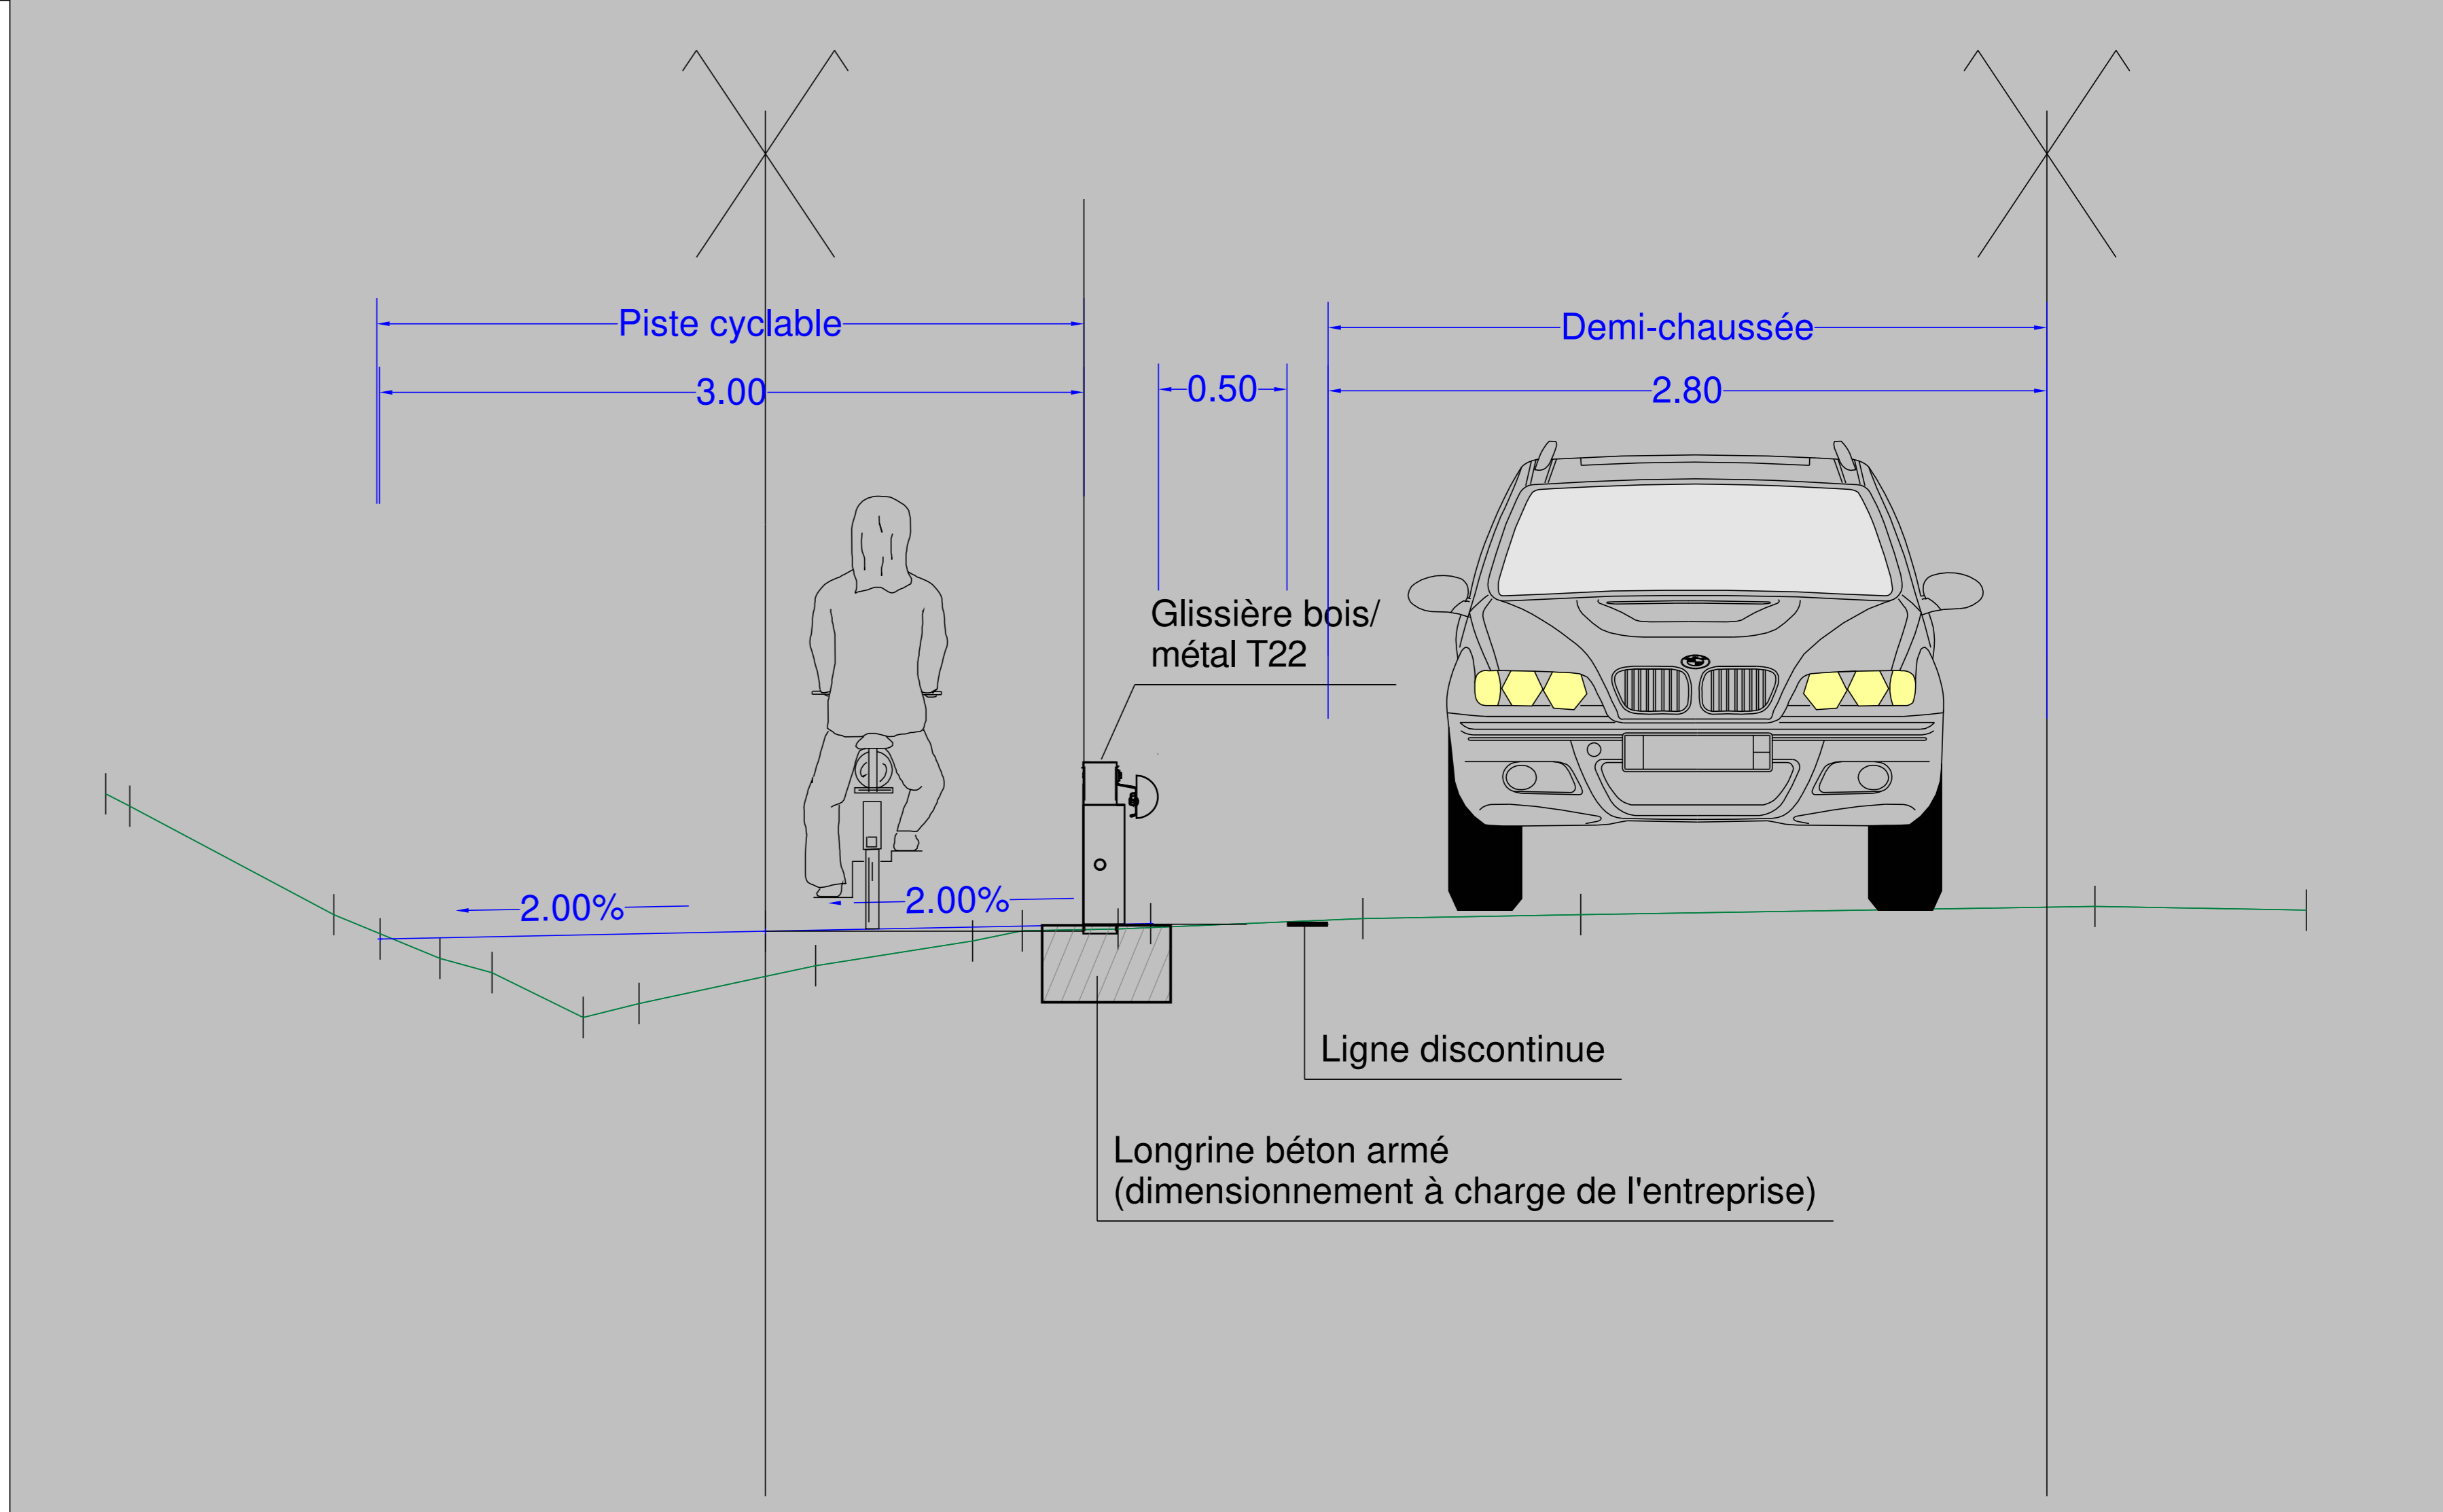 Piste cyclable
Demi-chaussée
3.00
0.50
2.80
Glissière bois/
métal T22
2.00%
2.00%
Ligne discontinue
Longrine béton armé
(dimensionnement à charge de l'entreprise)